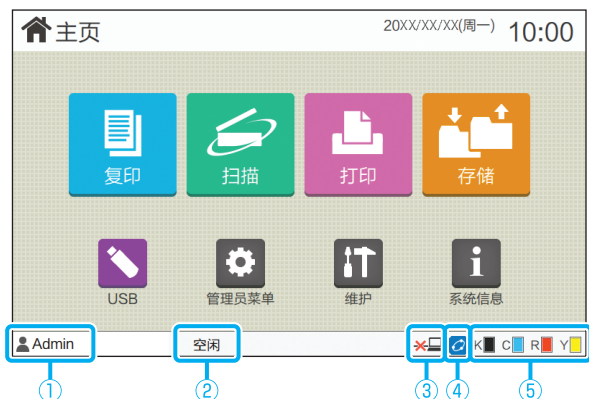 主页 20XX/XX/XX(周一) 10:00
复印 扫描 打印 存储
USB 管理员菜单 维护 系统信息
Admin 空闲 K C R Y
① ② ③ ④ ⑤